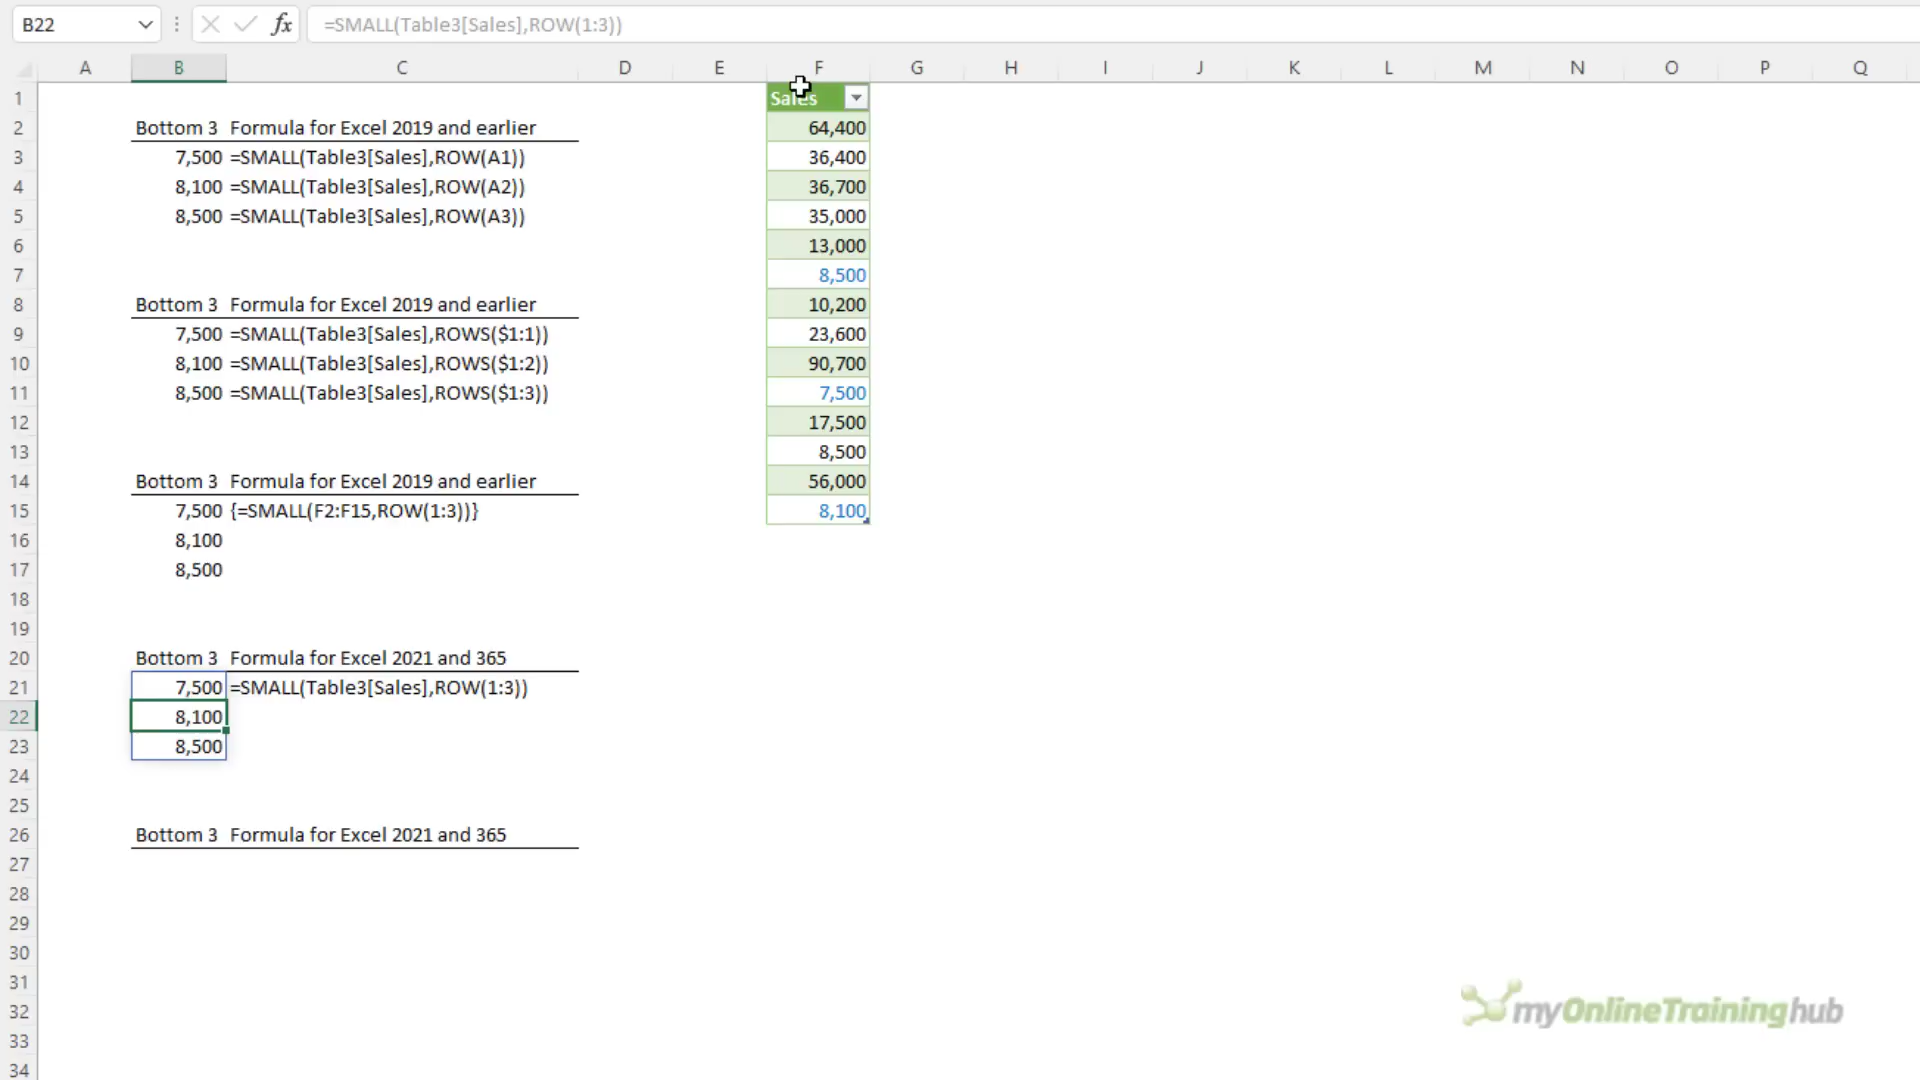 B22 fx =SMALL(Table3[Sales],ROW(1:3))
A B C D E F G H I J K L M N O P Q
1 Sales
2 Bottom 3 Formula for Excel 2019 and earlier 64,400
3 7,500 =SMALL(Table3[Sales],ROW(A1)) 36,400
4 8,100 =SMALL(Table3[Sales],ROW(A2)) 36,700
5 8,500 =SMALL(Table3[Sales],ROW(A3)) 35,000
6 13,000
7 8,500
8 Bottom 3 Formula for Excel 2019 and earlier 10,200
9 7,500 =SMALL(Table3[Sales],ROWS($1:1)) 23,600
10 8,100 =SMALL(Table3[Sales],ROWS($1:2)) 90,700
11 8,500 =SMALL(Table3[Sales],ROWS($1:3)) 7,500
12 17,500
13 8,500
14 Bottom 3 Formula for Excel 2019 and earlier 56,000
15 7,500 {=SMALL(F2:F15,ROW(1:3))} 8,100
16 8,100
17 8,500
18
19
20 Bottom 3 Formula for Excel 2021 and 365
21 7,500 =SMALL(Table3[Sales],ROW(1:3))
22 8,100
23 8,500
24
25
26 Bottom 3 Formula for Excel 2021 and 365
27
28
29
30
31
32 myOnlineTraininghub
33
34